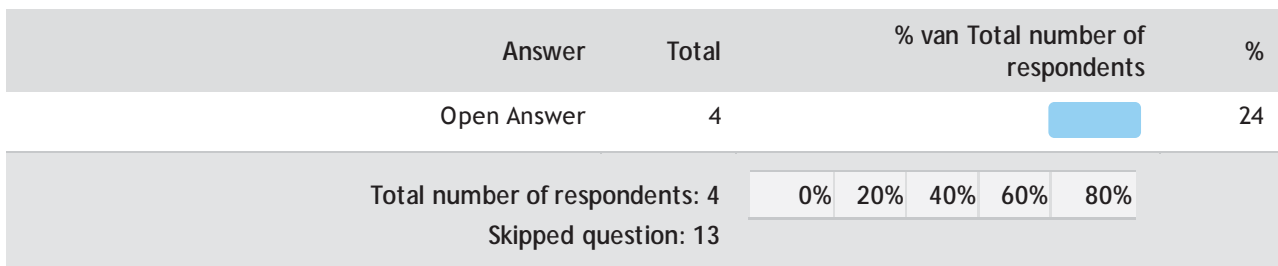 Answer Total % van Total number of respondents %
Open Answer 4 24
Total number of respondents: 4 0% 20% 40% 60% 80%
Skipped question: 13